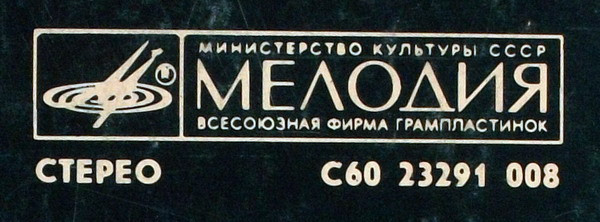 МИНИСТЕРСТВО КУЛЬТУРЫ СССР
МЕЛОДИЯ
ВСЕСОЮЗНАЯ ФИРМА ГРАМПЛАСТИНОК
СТЕРЕО
С60 23291 008